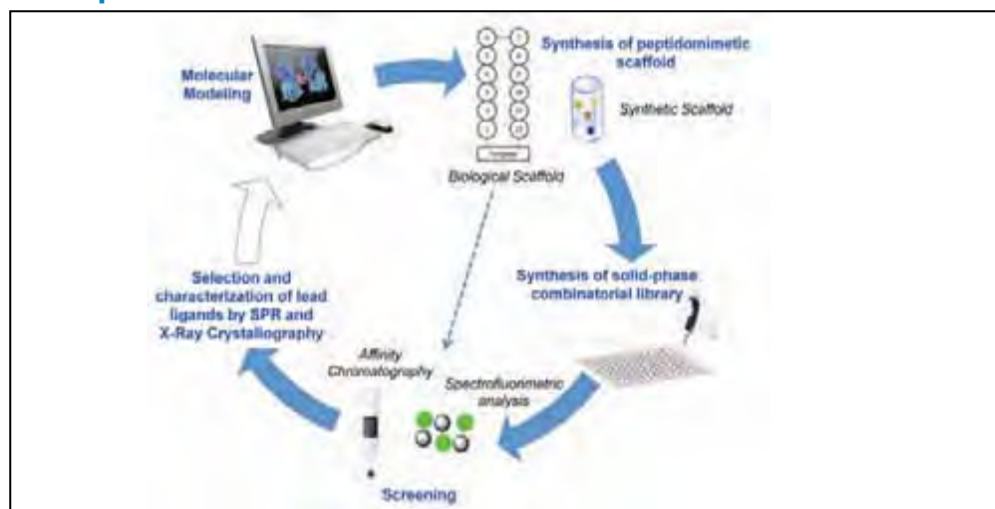 Molecular
Modeling
Synthesis of peptidomimetic
scaffold
Synthetic Scaffold
Biological Scaffold
Synthesis of solid-phase
combinatorial library
Selection and
characterization of lead
ligands by SPR and
X-Ray Crystallography
Affinity
Chromatography
Spectrofluorimetric
analysis
Screening